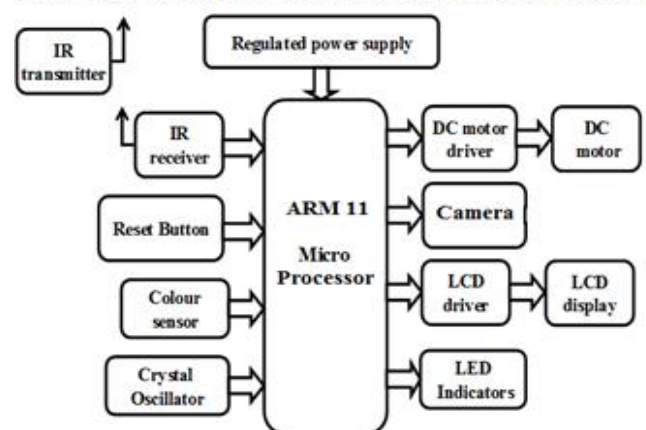 IR
transmitter
Regulated power supply
IR
receiver
DC motor
driver
DC
motor
Reset Button
ARM 11
Micro
Processor
Camera
Colour
sensor
LCD
driver
LCD
display
Crystal
Oscillator
LED
Indicators